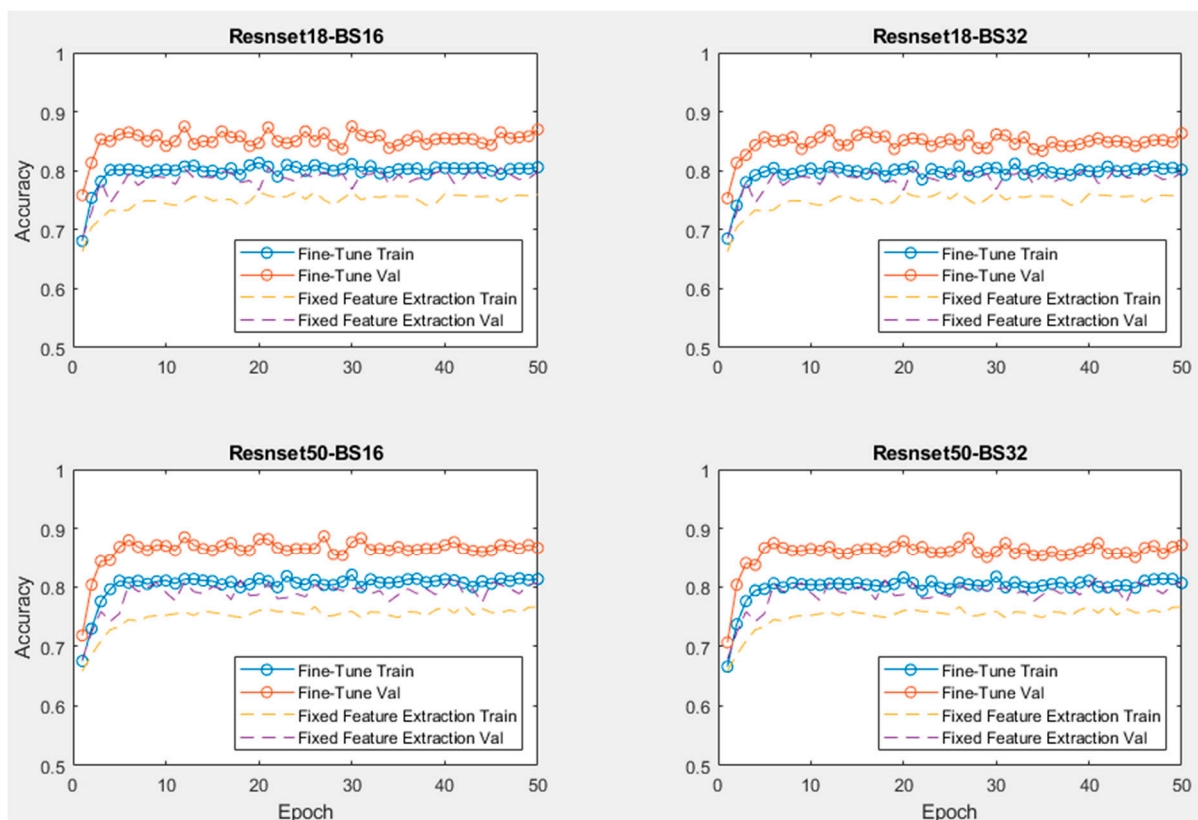 Resnset18-BS16
1
0.9
0.8
0.7
0.6
0.5
Accuracy
Fine-Tune Train
Fine-Tune Val
Fixed Feature Extraction Train
Fixed Feature Extraction Val
0 10 20 30 40 50
Resnset18-BS32
1
0.9
0.8
0.7
0.6
0.5
Fine-Tune Train
Fine-Tune Val
Fixed Feature Extraction Train
Fixed Feature Extraction Val
0 10 20 30 40 50
Resnset50-BS16
1
0.9
0.8
0.7
0.6
0.5
Accuracy
Fine-Tune Train
Fine-Tune Val
Fixed Feature Extraction Train
Fixed Feature Extraction Val
0 10 20 30 40 50
Epoch
Resnset50-BS32
1
0.9
0.8
0.7
0.6
0.5
Fine-Tune Train
Fine-Tune Val
Fixed Feature Extraction Train
Fixed Feature Extraction Val
0 10 20 30 40 50
Epoch